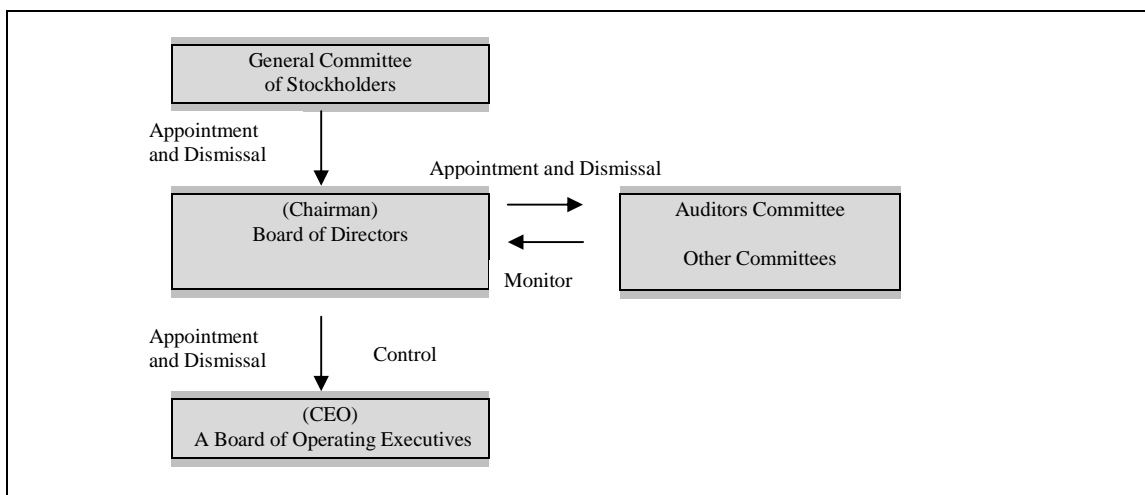 General Committee
of Stockholders
Appointment
and Dismissal
Appointment and Dismissal
(Chairman)
Board of Directors
Auditors Committee
Other Committees
Monitor
Appointment
and Dismissal
Control
(CEO)
A Board of Operating Executives